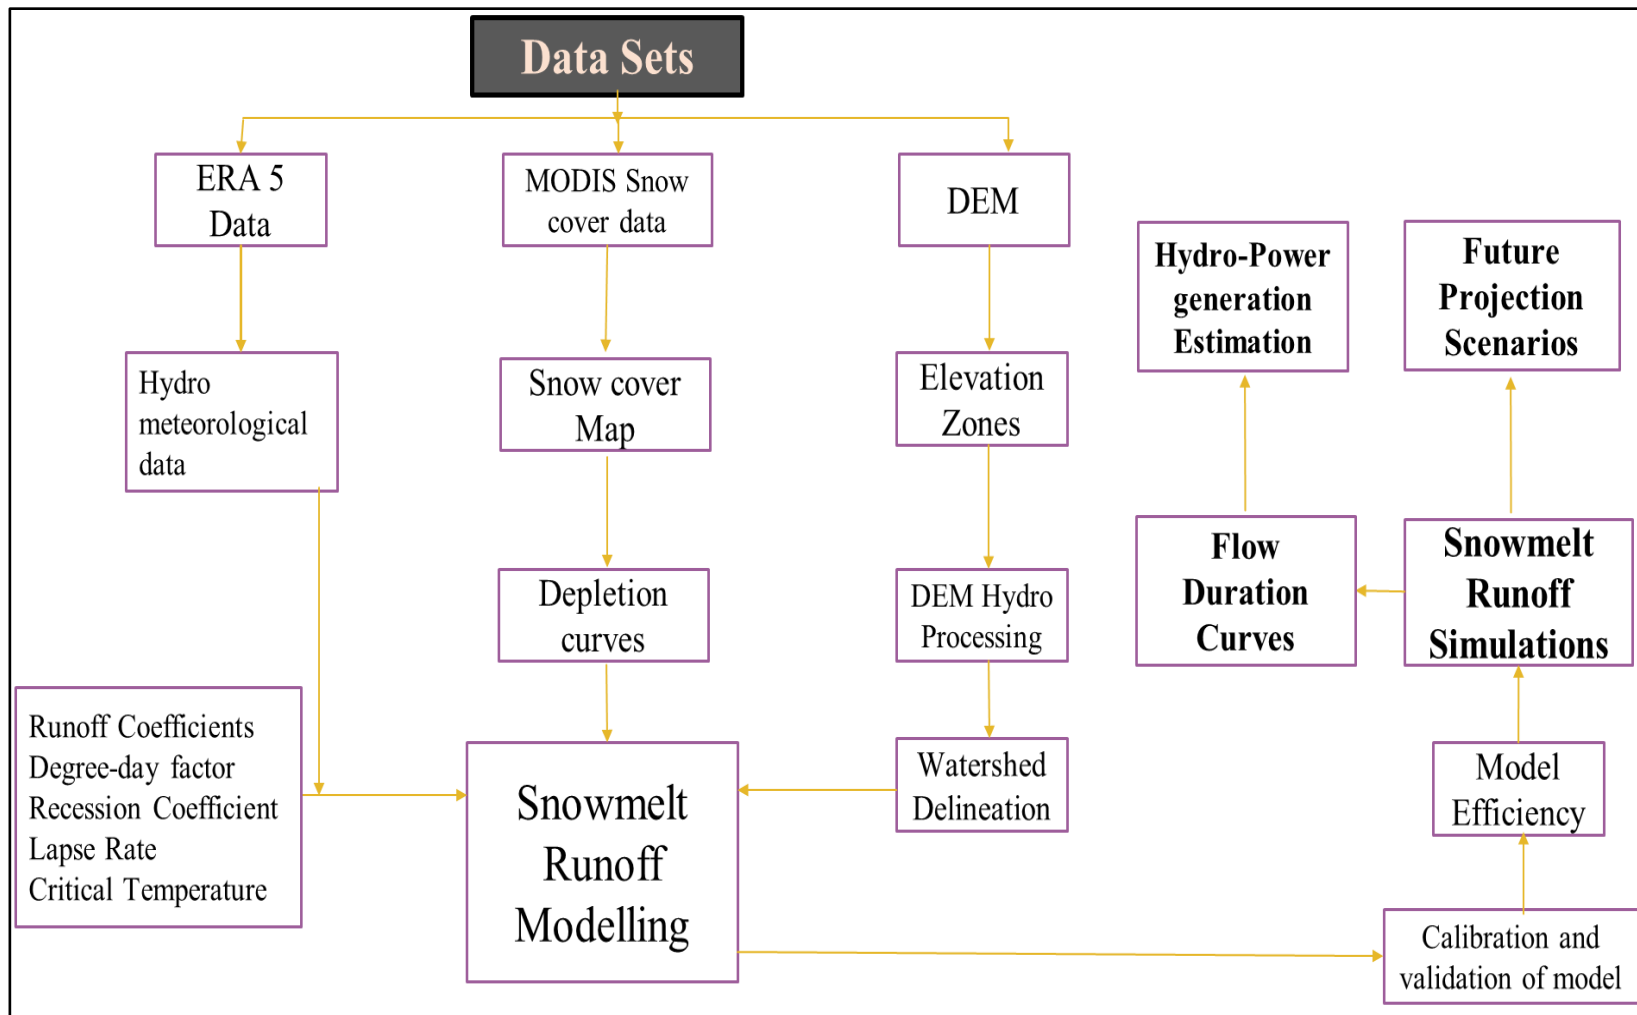 Data Sets
ERA 5
Data
MODIS Snow
cover data
DEM
Hydro-Power
generation
Estimation
Future
Projection
Scenarios
Hydro
meteorological
data
Snow cover
Map
Elevation
Zones
Depletion
curves
DEM Hydro
Processing
Flow
Duration
Curves
Snowmelt
Runoff
Simulations
Runoff Coefficients
Degree-day factor
Recession Coefficient
Lapse Rate
Critical Temperature
Snowmelt
Runoff
Modelling
Watershed
Delineation
Model
Efficiency
Calibration and
validation of model